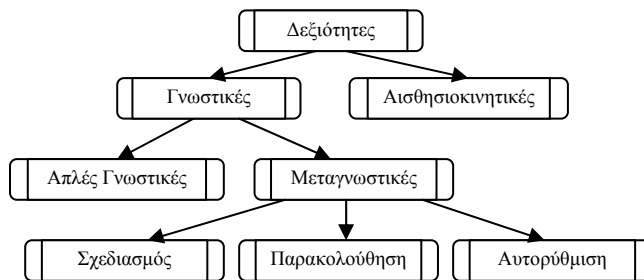 Δεξιότητες
Γνωστικές
Αισθησιοκινητικές
Απλές Γνωστικές
Μεταγνωστικές
Σχεδιασμός
Παρακολούθηση
Αυτορύθμιση